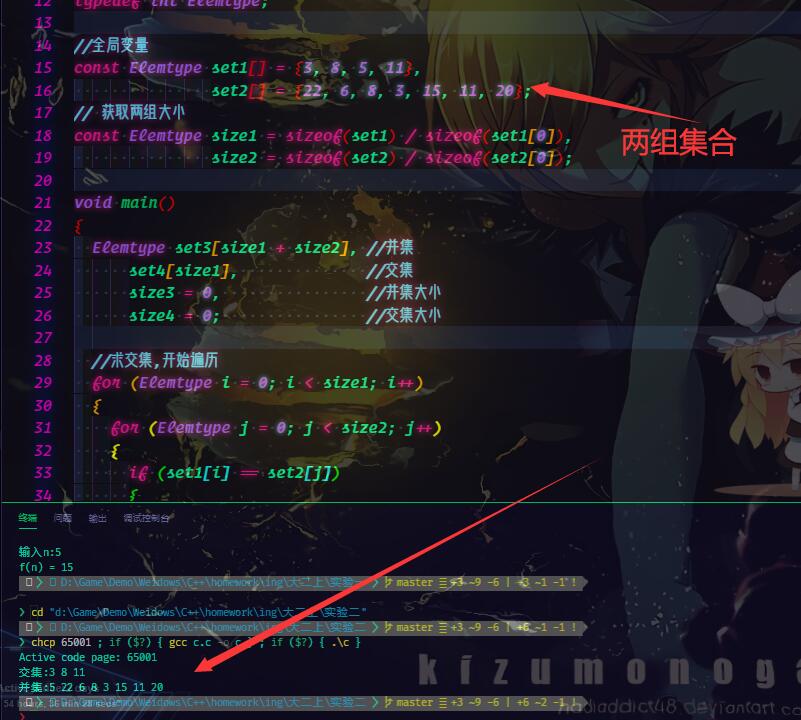 12 typedef int Elemtype;
13
14 //全局变量
15 const Elemtype set1[] = {3, 8, 5, 11},
16 set2[] = {22, 6, 8, 3, 15, 11, 20};
17 // 获取两组大小
两组集合
18 const Elemtype size1 = sizeof(set1) / sizeof(set1[0]),
19 size2 = sizeof(set2) / sizeof(set2[0]);
20
21 void main()
22 {
23 Elemtype set3[size1 + size2], //并集
24 set4[size1], //交集
25 size3 = 0, //并集大小
26 size4 = 0; //交集大小
27
28 //求交集,开始遍历
29 for (Elemtype i = 0; i < size1; i++)
30 {
31 for (Elemtype j = 0; j < size2; j++)
32 {
33 if (set1[i] == set2[j])
34 {
终端 问题 输出 调试控制台
输入n:5
f(n) = 15
D:\Game\Demo\Weidows\C++\homework\ing\大二上\实验二 master ≡ +3 ~9 -6 | +3 ~1 -1 !
❯ cd "d:\Game\Demo\Weidows\C++\homework\ing\大二上\实验二"
D:\Game\Demo\Weidows\C++\homework\ing\大二上\实验二 master ≡ +3 ~9 -6 | +6 ~1 -1 !
❯ chcp 65001 ; if ($?) { gcc c.c -o c } ; if ($?) { .\c }
Active code page: 65001
交集:3 8 11
并集:5 22 6 8 3 15 11 20
D:\Game\Demo\Weidows\C++\homework\ing\大二上\实验二 master ≡ +3 ~9 -6 | +6 ~2 -1 !
kizumonoga